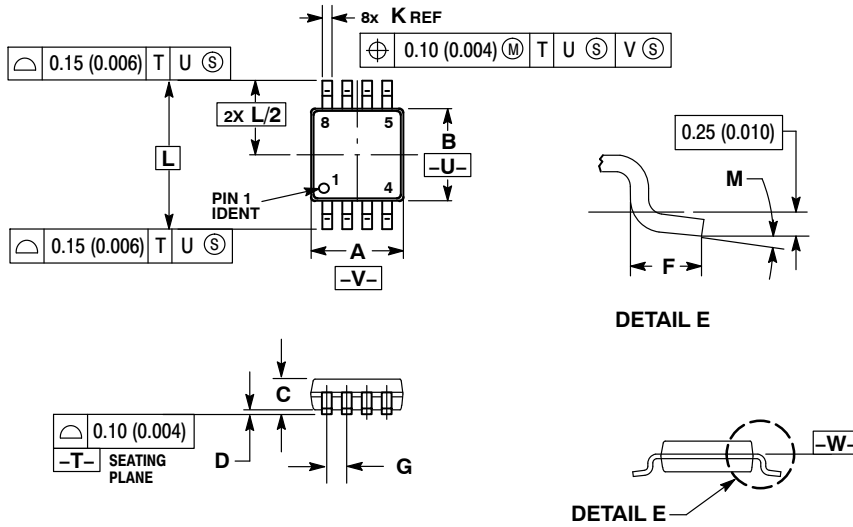 8x K REF
⌖ 0.10 (0.004) Ⓜ T U Ⓢ V Ⓢ
⌓ 0.15 (0.006) T U Ⓢ
2X L/2
L
8 5
B
–U–
PIN 1
IDENT
1 4
⌓ 0.15 (0.006) T U Ⓢ
A
–V–
0.25 (0.010)
M
F
DETAIL E
C
⌓ 0.10 (0.004)
–T– SEATING
PLANE
D
G
–W–
DETAIL E